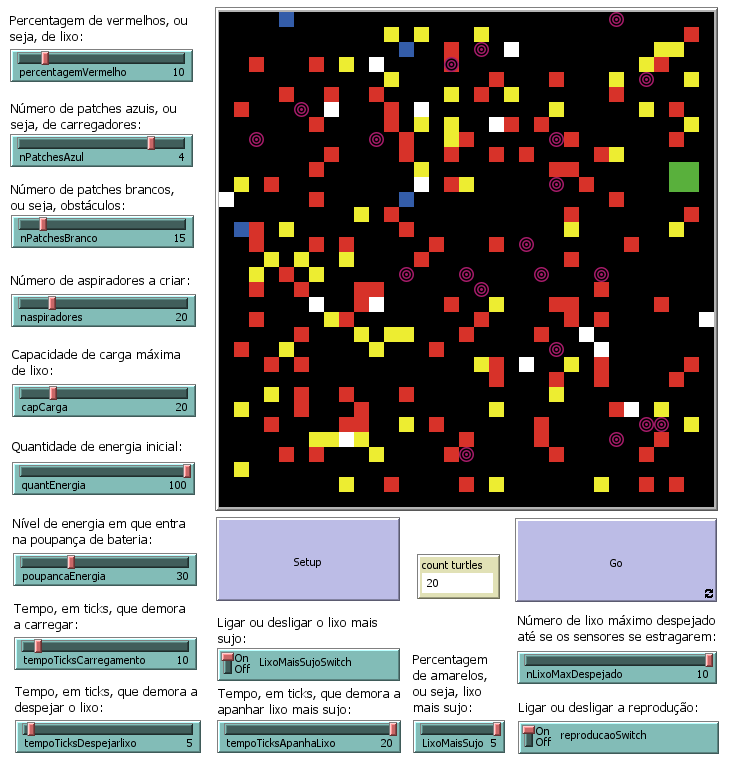 Percentagem de vermelhos, ou
seja, de lixo:
percentagemVermelho 10
Número de patches azuis, ou
seja, de carregadores:
nPatchesAzul 4
Número de patches brancos,
ou seja, obstáculos:
nPatchesBranco 15
Número de aspiradores a criar:
naspiradores 20
Capacidade de carga máxima
de lixo:
capCarga 20
Quantidade de energia inicial:
quantEnergia 100
Nível de energia em que entra
na poupança de bateria:
poupancaEnergia 30
Tempo, em ticks, que demora
a carregar:
tempoTicksCarregamento 10
Tempo, em ticks, que demora a
despejar o lixo:
tempoTicksDespejarlixo 5
Setup
count turtles
20
Go
Ligar ou desligar o lixo mais
sujo:
On
Off
LixoMaisSujoSwitch
Tempo, em ticks, que demora a
apanhar lixo mais sujo:
tempoTicksApanhaLixo 20
Percentagem
de amarelos,
ou seja, lixo
mais sujo:
LixoMaisSujo 5
Número de lixo máximo despejado
até se os sensores se estragarem:
nLixoMaxDespejado 10
Ligar ou desligar a reprodução:
On
Off
reproducaoSwitch